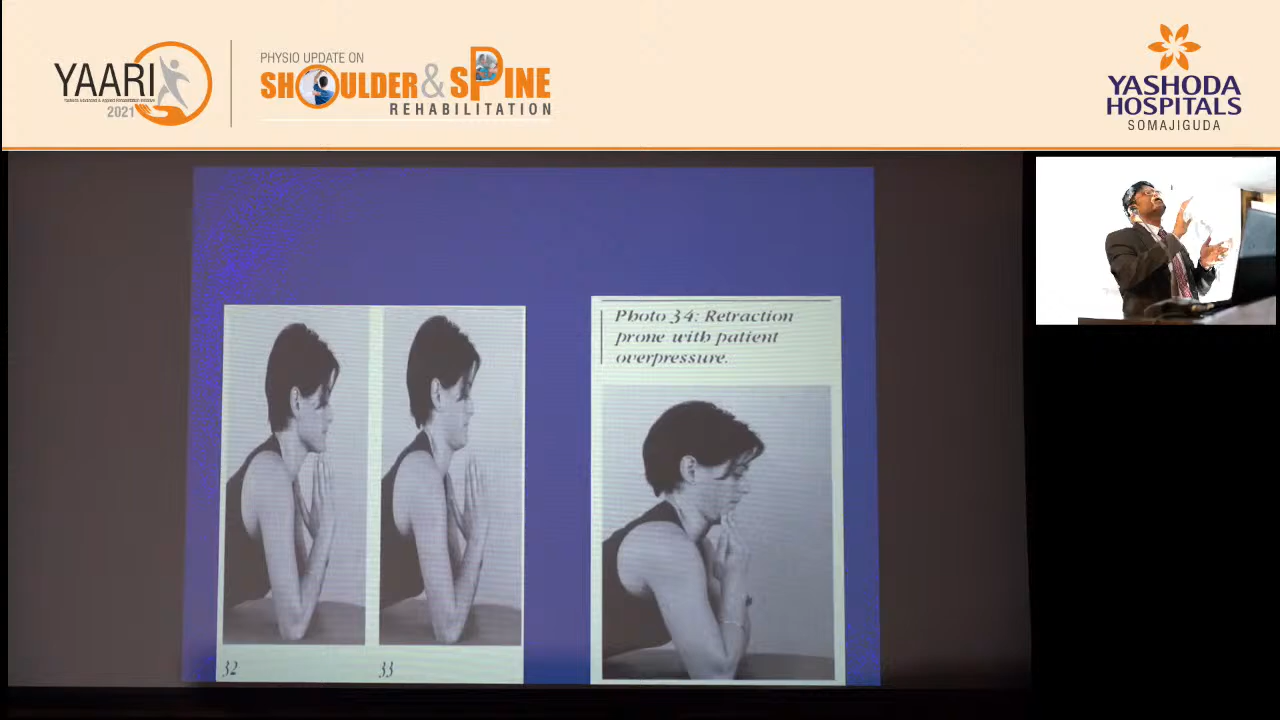 YAARI
2021
PHYSIO UPDATE ON
SHOULDER & SPINE
REHABILITATION
YASHODA
HOSPITALS
SOMAJIGUDA
Photo 34: Retraction
prone with patient
overpressure.
32
33